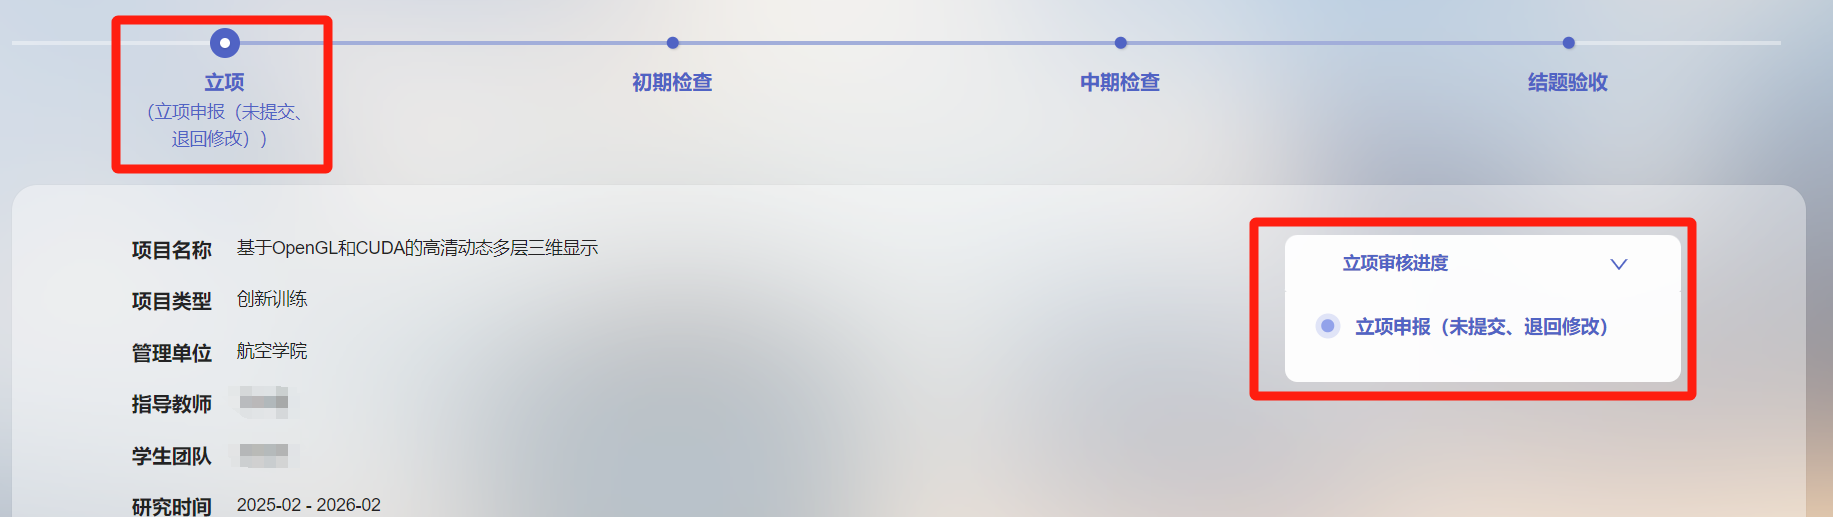 立项
初期检查
中期检查
结题验收
（立项申报（未提交、
退回修改））
项目名称 基于OpenGL和CUDA的高清动态多层三维显示
项目类型 创新训练
管理单位 航空学院
指导教师
学生团队
研究时间 2025-02 - 2026-02
立项审核进度
立项申报（未提交、退回修改）